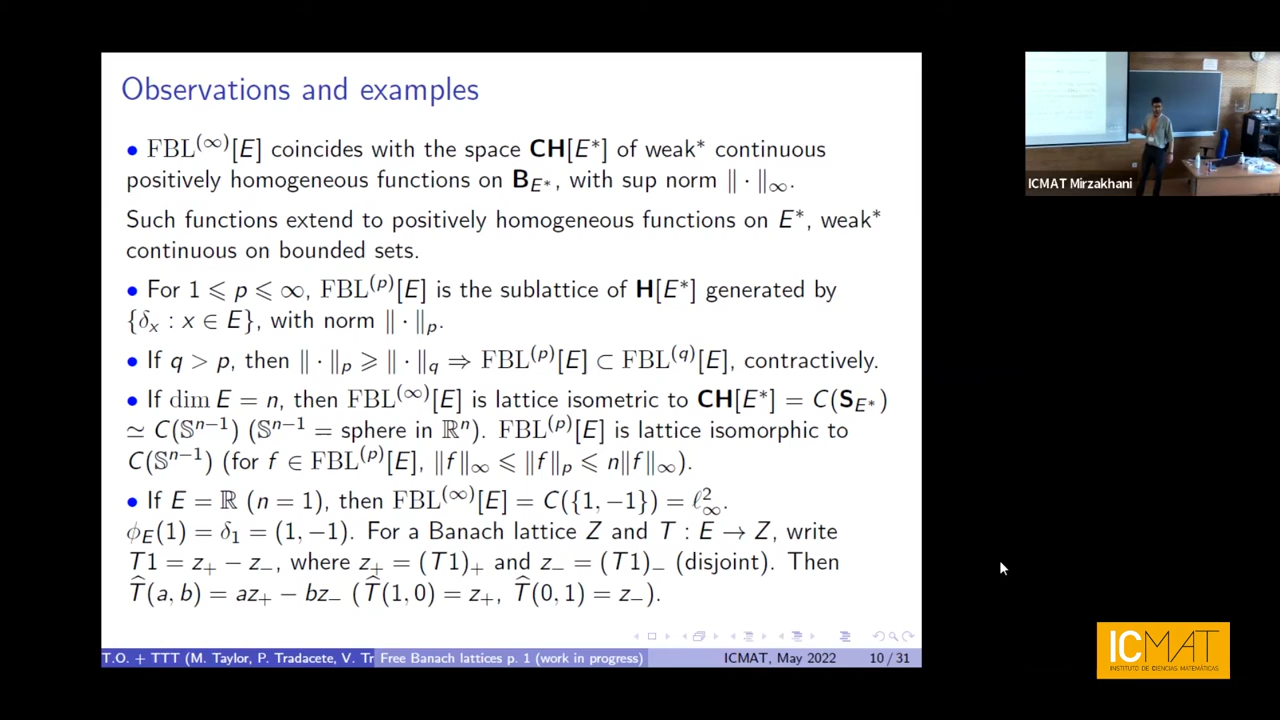 Observations and examples
• FBL^(∞)[E] coincides with the space CH[E*] of weak* continuous
positively homogeneous functions on B_{E*}, with sup norm ‖ · ‖_∞.
Such functions extend to positively homogeneous functions on E*, weak*
continuous on bounded sets.
• For 1 ⩽ p ⩽ ∞, FBL^(p)[E] is the sublattice of H[E*] generated by
{δ_x : x ∈ E}, with norm ‖ · ‖_p.
• If q > p, then ‖ · ‖_p ⩾ ‖ · ‖_q ⇒ FBL^(p)[E] ⊂ FBL^(q)[E], contractively.
• If dim E = n, then FBL^(∞)[E] is lattice isometric to CH[E*] = C(S_{E*})
≃ C(𝕊^{n−1}) (𝕊^{n−1} = sphere in ℝ^n). FBL^(p)[E] is lattice isomorphic to
C(𝕊^{n−1}) (for f ∈ FBL^(p)[E], ‖f‖_∞ ⩽ ‖f‖_p ⩽ n‖f‖_∞).
• If E = ℝ (n = 1), then FBL^(∞)[E] = C({1, −1}) = ℓ_∞^2.
ϕ_E(1) = δ_1 = (1, −1). For a Banach lattice Z and T : E → Z, write
T1 = z_+ − z_−, where z_+ = (T1)_+ and z_− = (T1)_− (disjoint). Then
T̂(a, b) = az_+ − bz_− (T̂(1, 0) = z_+, T̂(0, 1) = z_−).
T.O. + TTT (M. Taylor, P. Tradacete, V. Tr
Free Banach lattices p. 1 (work in progress)
ICMAT, May 2022
10 / 31
ICMAT Mirzakhani
ICMAT
INSTITUTO DE CIENCIAS MATEMÁTICAS